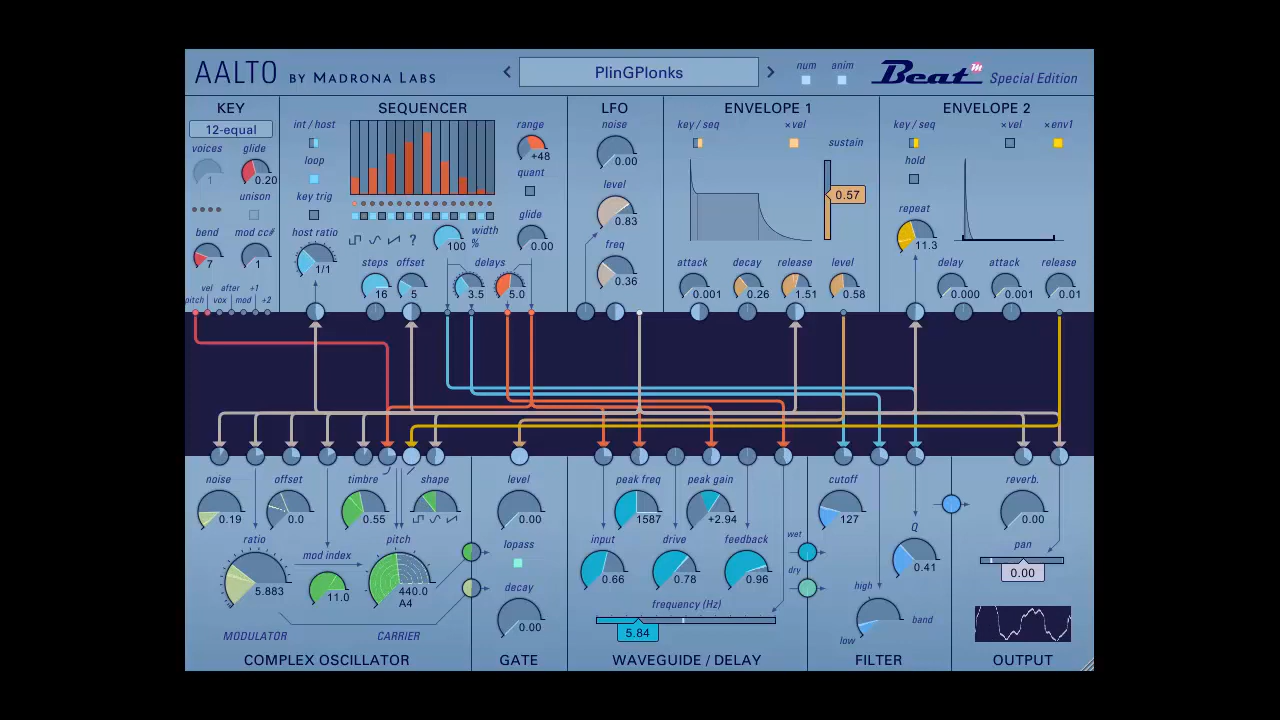 AALTO BY MADRONA LABS
PlinGPlonks
num anim
Beat m Special Edition
KEY
12-equal
voices glide
1 0.20
unison
bend mod cc#
7 1
vel after +1
pitch vox mod +2
SEQUENCER
int / host
loop
key trig
host ratio
1/1
range
+48
quant
glide
0.00
?
100
width %
steps offset delays
16 5 3.5 5.0
LFO
noise
0.00
level
0.83
freq
0.36
ENVELOPE 1
key / seq × vel
sustain
0.57
attack decay release level
0.001 0.26 1.51 0.58
ENVELOPE 2
key / seq × vel × env1
hold
repeat
11.3
delay attack release
0.000 0.001 0.01
noise offset timbre shape
0.19 0.0 0.55
ratio mod index pitch
5.883 11.0 440.0
A4
MODULATOR CARRIER
COMPLEX OSCILLATOR
level
0.00
lopass
decay
0.00
GATE
peak freq peak gain
1587 +2.94
input drive feedback
0.66 0.78 0.96
wet
dry
frequency (Hz)
5.84
WAVEGUIDE / DELAY
cutoff
127
Q
0.41
high
band
low
FILTER
reverb.
0.00
pan
0.00
OUTPUT